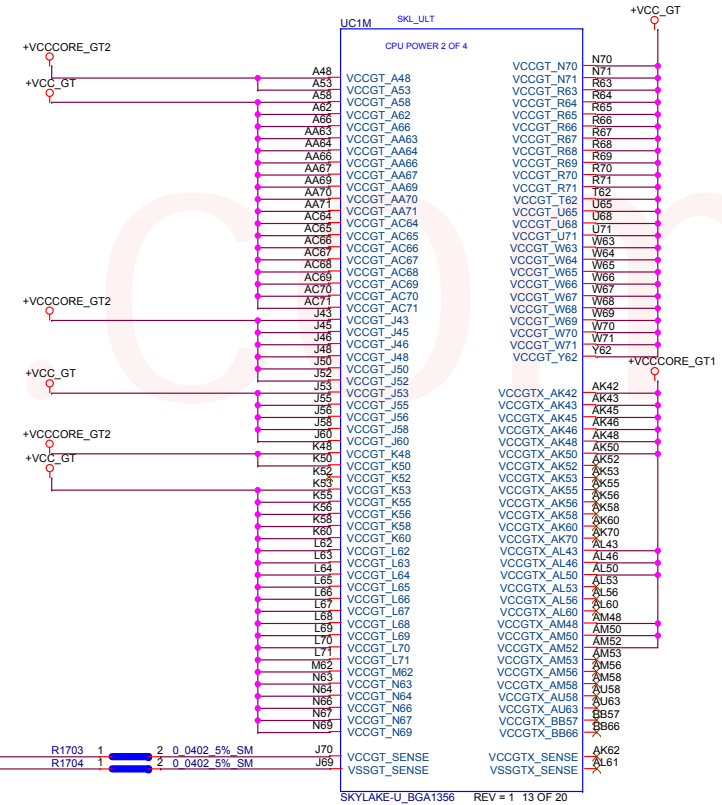 +VCC_GT
UC1M SKL_ULT
CPU POWER 2 OF 4
+VCCCORE_GT2
+VCC_GT
A48 VCCGT_A48
A53 VCCGT_A53
A58 VCCGT_A58
A62 VCCGT_A62
A66 VCCGT_A66
AA63 VCCGT_AA63
AA64 VCCGT_AA64
AA66 VCCGT_AA66
AA67 VCCGT_AA67
AA69 VCCGT_AA69
AA70 VCCGT_AA70
AA71 VCCGT_AA71
AC64 VCCGT_AC64
AC65 VCCGT_AC65
AC66 VCCGT_AC66
AC67 VCCGT_AC67
AC68 VCCGT_AC68
AC69 VCCGT_AC69
AC70 VCCGT_AC70
AC71 VCCGT_AC71
+VCCCORE_GT2
J43 VCCGT_J43
J45 VCCGT_J45
J46 VCCGT_J46
J48 VCCGT_J48
J50 VCCGT_J50
J52 VCCGT_J52
+VCC_GT
J53 VCCGT_J53
J55 VCCGT_J55
J56 VCCGT_J56
J58 VCCGT_J58
J60 VCCGT_J60
+VCCCORE_GT2
K48 VCCGT_K48
+VCC_GT
K50 VCCGT_K50
K52 VCCGT_K52
K53 VCCGT_K53
K55 VCCGT_K55
K56 VCCGT_K56
K58 VCCGT_K58
K60 VCCGT_K60
L62 VCCGT_L62
L63 VCCGT_L63
L64 VCCGT_L64
L65 VCCGT_L65
L66 VCCGT_L66
L67 VCCGT_L67
L68 VCCGT_L68
L69 VCCGT_L69
L70 VCCGT_L70
L71 VCCGT_L71
M62 VCCGT_M62
N63 VCCGT_N63
N64 VCCGT_N64
N66 VCCGT_N66
N67 VCCGT_N67
N69 VCCGT_N69
R1703 1 2 0_0402_5%_SM J70 VCCGT_SENSE
R1704 1 2 0_0402_5%_SM J69 VSSGT_SENSE
VCCGT_N70 N70
VCCGT_N71 N71
VCCGT_R63 R63
VCCGT_R64 R64
VCCGT_R65 R65
VCCGT_R66 R66
VCCGT_R67 R67
VCCGT_R68 R68
VCCGT_R69 R69
VCCGT_R70 R70
VCCGT_R71 R71
VCCGT_T62 T62
VCCGT_U65 U65
VCCGT_U68 U68
VCCGT_U71 U71
VCCGT_W63 W63
VCCGT_W64 W64
VCCGT_W65 W65
VCCGT_W66 W66
VCCGT_W67 W67
VCCGT_W68 W68
VCCGT_W69 W69
VCCGT_W70 W70
VCCGT_W71 W71
VCCGT_Y62 Y62
+VCCCORE_GT1
VCCGTX_AK42 AK42
VCCGTX_AK43 AK43
VCCGTX_AK45 AK45
VCCGTX_AK46 AK46
VCCGTX_AK48 AK48
VCCGTX_AK50 AK50
VCCGTX_AK52 AK52
VCCGTX_AK53 AK53
VCCGTX_AK55 AK55
VCCGTX_AK56 AK56
VCCGTX_AK58 AK58
VCCGTX_AK60 AK60
VCCGTX_AK70 AK70
VCCGTX_AL43 AL43
VCCGTX_AL46 AL46
VCCGTX_AL50 AL50
VCCGTX_AL53 AL53
VCCGTX_AL56 AL56
VCCGTX_AL60 AL60
VCCGTX_AM48 AM48
VCCGTX_AM50 AM50
VCCGTX_AM52 AM52
VCCGTX_AM53 AM53
VCCGTX_AM56 AM56
VCCGTX_AM58 AM58
VCCGTX_AU58 AU58
VCCGTX_AU63 AU63
VCCGTX_BB57 BB57
VCCGTX_BB66 BB66
VCCGTX_SENSE AK62
VSSGTX_SENSE AL61
SKYLAKE-U_BGA1356 REV = 1 13 OF 20
.com